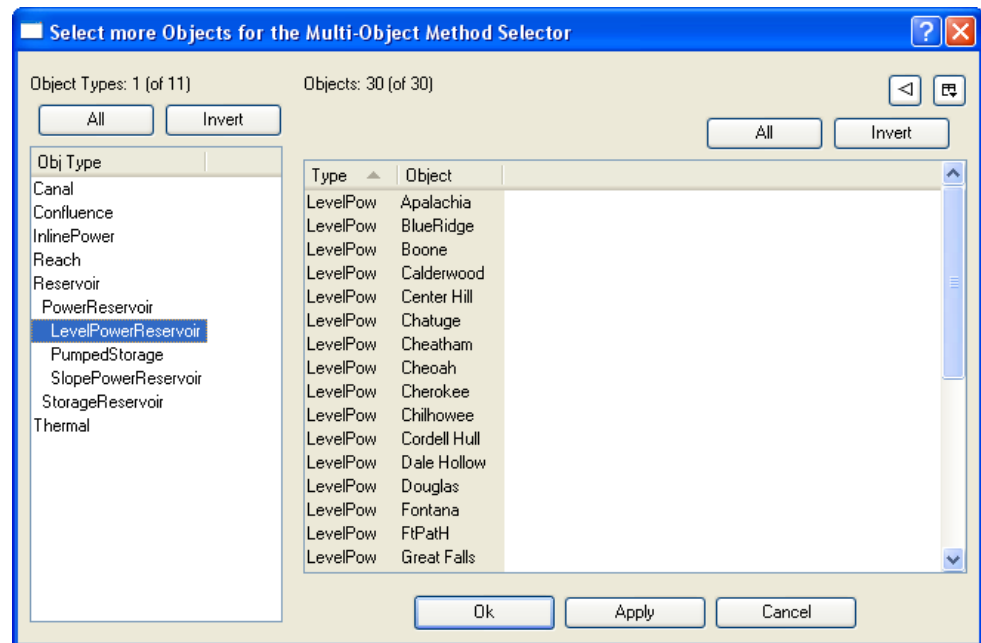 Select more Objects for the Multi-Object Method Selector
Object Types: 1 (of 11)
All Invert
Obj Type
Canal
Confluence
InlinePower
Reach
Reservoir
PowerReservoir
LevelPowerReservoir
PumpedStorage
SlopePowerReservoir
StorageReservoir
Thermal
Objects: 30 (of 30)
All Invert
Type Object
LevelPow Apalachia
LevelPow BlueRidge
LevelPow Boone
LevelPow Calderwood
LevelPow Center Hill
LevelPow Chatuge
LevelPow Cheatham
LevelPow Cheoah
LevelPow Cherokee
LevelPow Chilhowee
LevelPow Cordell Hull
LevelPow Dale Hollow
LevelPow Douglas
LevelPow Fontana
LevelPow FtPatH
LevelPow Great Falls
Ok Apply Cancel